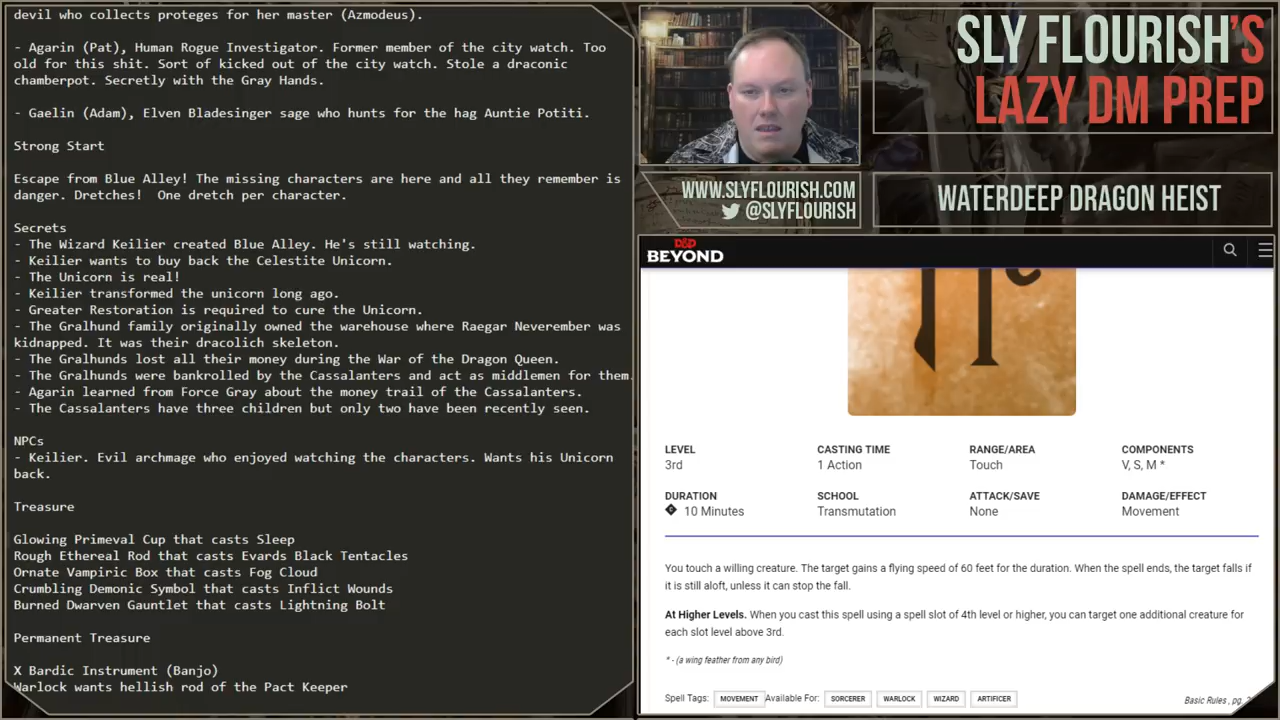 devil who collects proteges for her master (Azmodeus).
- Agarin (Pat), Human Rogue Investigator. Former member of the city watch. Too
old for this shit. Sort of kicked out of the city watch. Stole a draconic
chamberpot. Secretly with the Gray Hands.
- Gaelin (Adam), Elven Bladesinger sage who hunts for the hag Auntie Potiti.
Strong Start
Escape from Blue Alley! The missing characters are here and all they remember is
danger. Dretches!  One dretch per character.
Secrets
- The Wizard Keilier created Blue Alley. He's still watching.
- Keilier wants to buy back the Celestite Unicorn.
- The Unicorn is real!
- Keilier transformed the unicorn long ago.
- Greater Restoration is required to cure the Unicorn.
- The Gralhund family originally owned the warehouse where Raegar Neverember was
kidnapped. It was their dracolich skeleton.
- The Gralhunds lost all their money during the War of the Dragon Queen.
- The Gralhunds were bankrolled by the Cassalanters and act as middlemen for them.
- Agarin learned from Force Gray about the money trail of the Cassalanters.
- The Cassalanters have three children but only two have been recently seen.
NPCs
- Keilier. Evil archmage who enjoyed watching the characters. Wants his Unicorn
back.
Treasure
Glowing Primeval Cup that casts Sleep
Rough Ethereal Rod that casts Evards Black Tentacles
Ornate Vampiric Box that casts Fog Cloud
Crumbling Demonic Symbol that casts Inflict Wounds
Burned Dwarven Gauntlet that casts Lightning Bolt
Permanent Treasure
X Bardic Instrument (Banjo)
Warlock wants hellish rod of the Pact Keeper
SLY FLOURISH'S
LAZY DM PREP
WWW.SLYFLOURISH.COM
@SLYFLOURISH
WATERDEEP DRAGON HEIST
D&D
BEYOND
LEVEL CASTING TIME RANGE/AREA COMPONENTS
3rd 1 Action Touch V, S, M *
DURATION SCHOOL ATTACK/SAVE DAMAGE/EFFECT
10 Minutes Transmutation None Movement
You touch a willing creature. The target gains a flying speed of 60 feet for the duration. When the spell ends, the target falls if
it is still aloft, unless it can stop the fall.
At Higher Levels. When you cast this spell using a spell slot of 4th level or higher, you can target one additional creature for
each slot level above 3rd.
* - (a wing feather from any bird)
Spell Tags: MOVEMENT Available For: SORCERER WARLOCK WIZARD ARTIFICER
Basic Rules , pg.